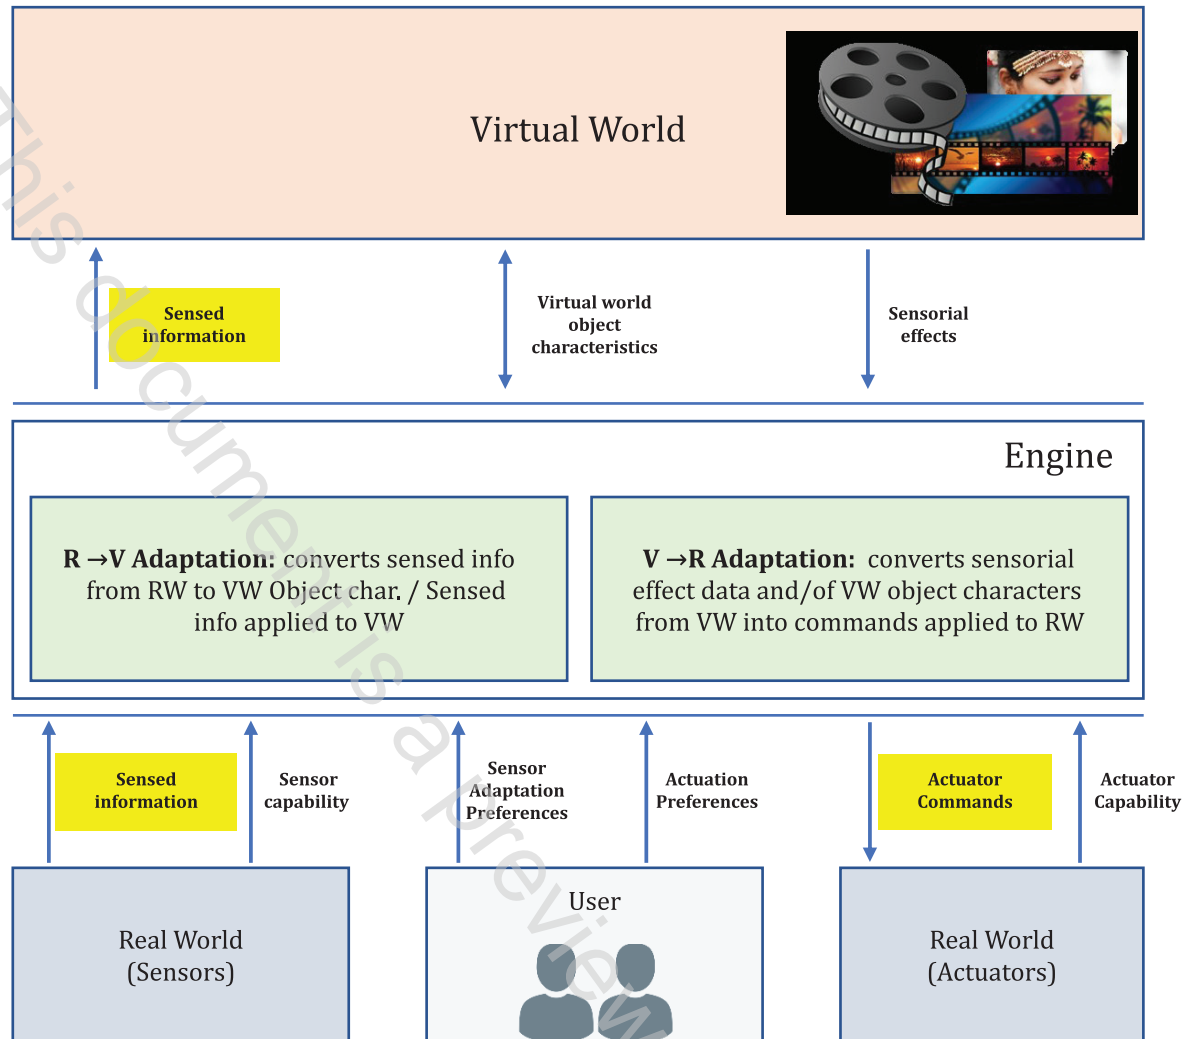 Virtual World
Sensed
information
Virtual world
object
characteristics
Sensorial
effects
Engine
R →V Adaptation: converts sensed info
from RW to VW Object char. / Sensed
info applied to VW
V →R Adaptation: converts sensorial
effect data and/of VW object characters
from VW into commands applied to RW
Sensed
information
Sensor
capability
Sensor
Adaptation
Preferences
Actuation
Preferences
Actuator
Commands
Actuator
Capability
Real World
(Sensors)
User
Real World
(Actuators)
This document is a preview